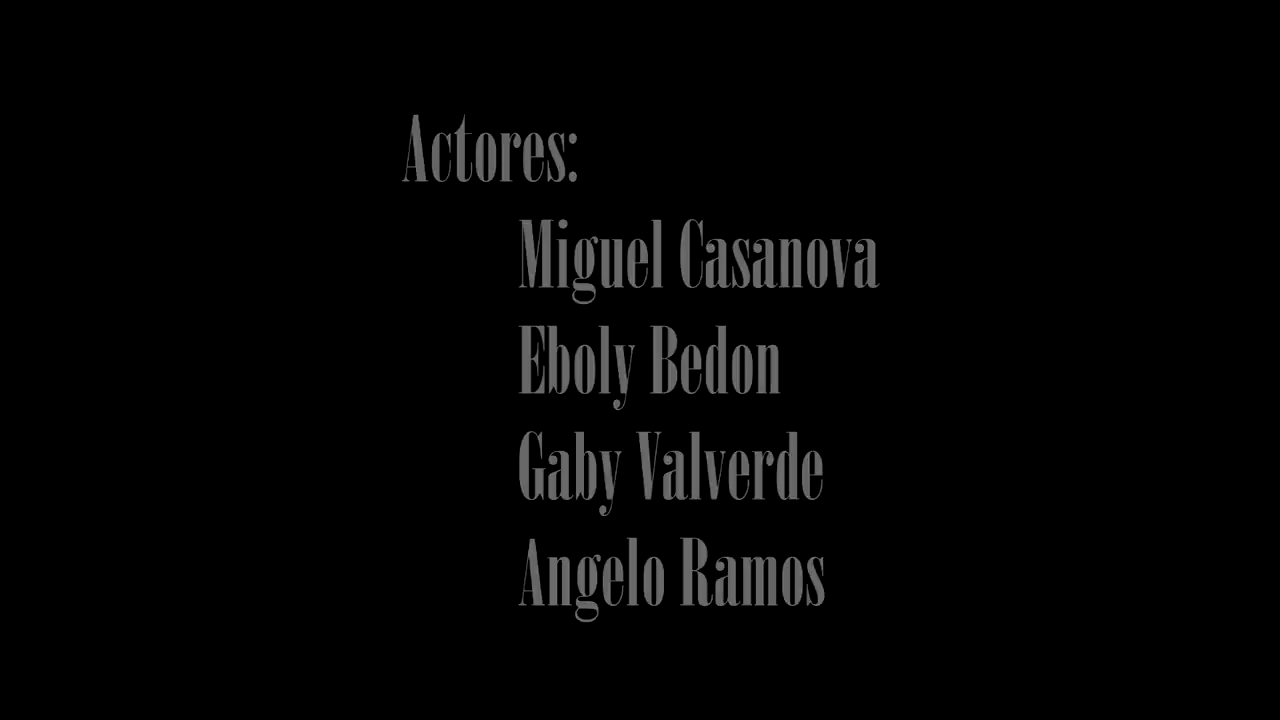 Actores:
Miguel Casanova
Eboly Bedon
Gaby Valverde
Angelo Ramos